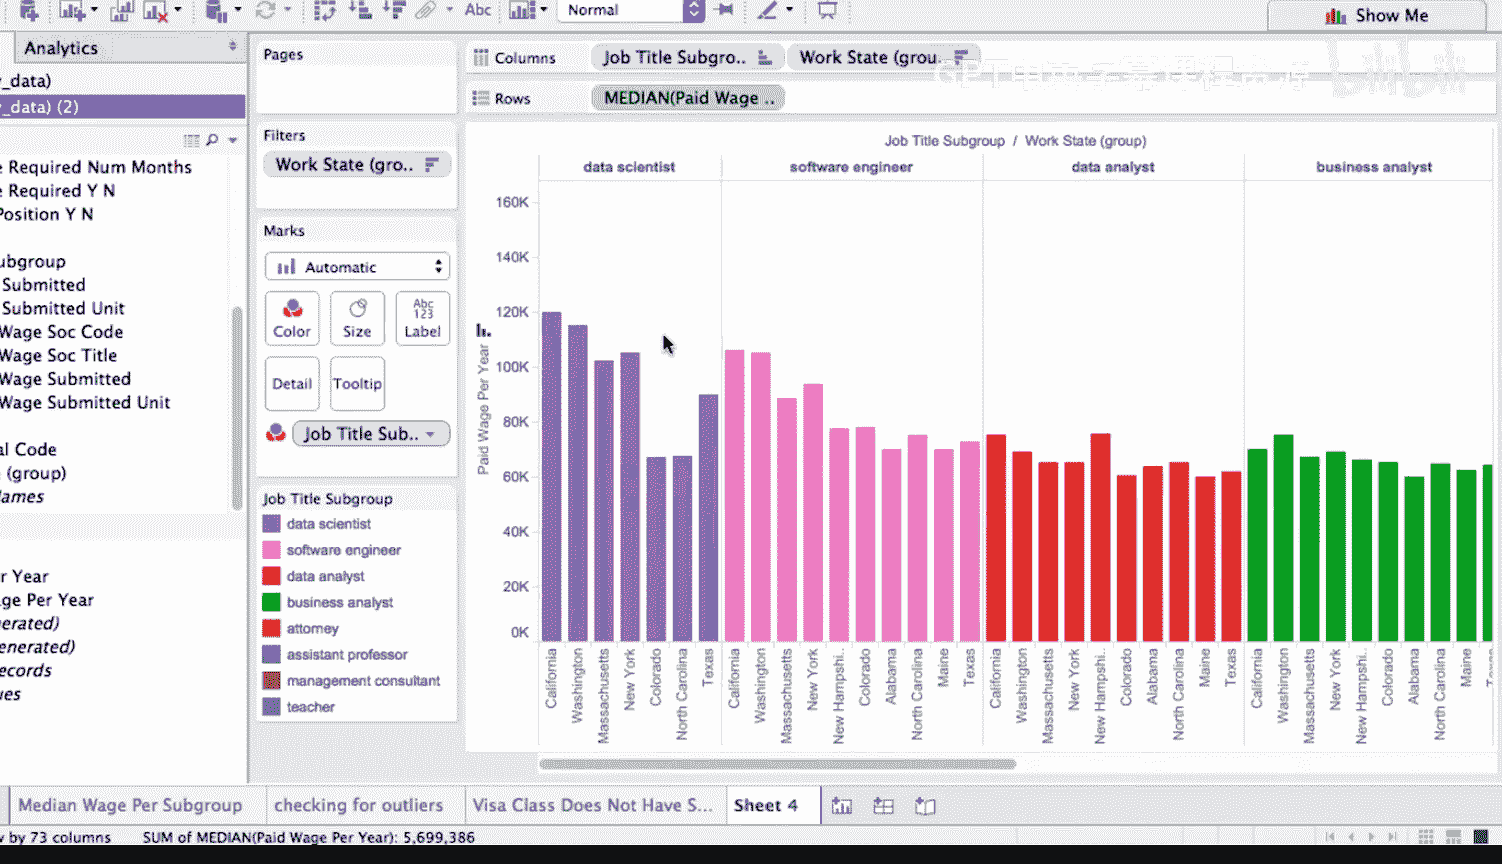 Abc
Normal
Show Me
Analytics
_data)
_data) (2)
Required Num Months
Required Y N
Position Y N
ubgroup
Submitted
Submitted Unit
Wage Soc Code
Wage Soc Title
Wage Submitted
Wage Submitted Unit
al Code
(group)
ames
r Year
ge Per Year
erated)
enerated)
ecords
ues
Pages
Filters
Work State (gro..
Marks
Automatic
Color
Size
Abc
123
Label
Detail
Tooltip
Job Title Sub..
Job Title Subgroup
data scientist
software engineer
data analyst
business analyst
attorney
assistant professor
management consultant
teacher
Columns
Job Title Subgro..
Work State (grou..
Rows
MEDIAN(Paid Wage ..
Job Title Subgroup / Work State (group)
data scientist
software engineer
data analyst
business analyst
Paid Wage Per Year
160K
140K
120K
100K
80K
60K
40K
20K
0K
California
Washington
Massachusetts
New York
Colorado
North Carolina
Texas
California
Washington
Massachusetts
New York
New Hampshi..
Colorado
Alabama
North Carolina
Maine
Texas
California
Washington
Massachusetts
New York
New Hampshi..
Colorado
Alabama
North Carolina
Maine
Texas
California
Washington
Massachusetts
New York
New Hampshi..
Colorado
Alabama
North Carolina
Maine
Median Wage Per Subgroup
checking for outliers
Visa Class Does Not Have S...
Sheet 4
by 73 columns
SUM of MEDIAN(Paid Wage Per Year): 5,699,386
bilibili